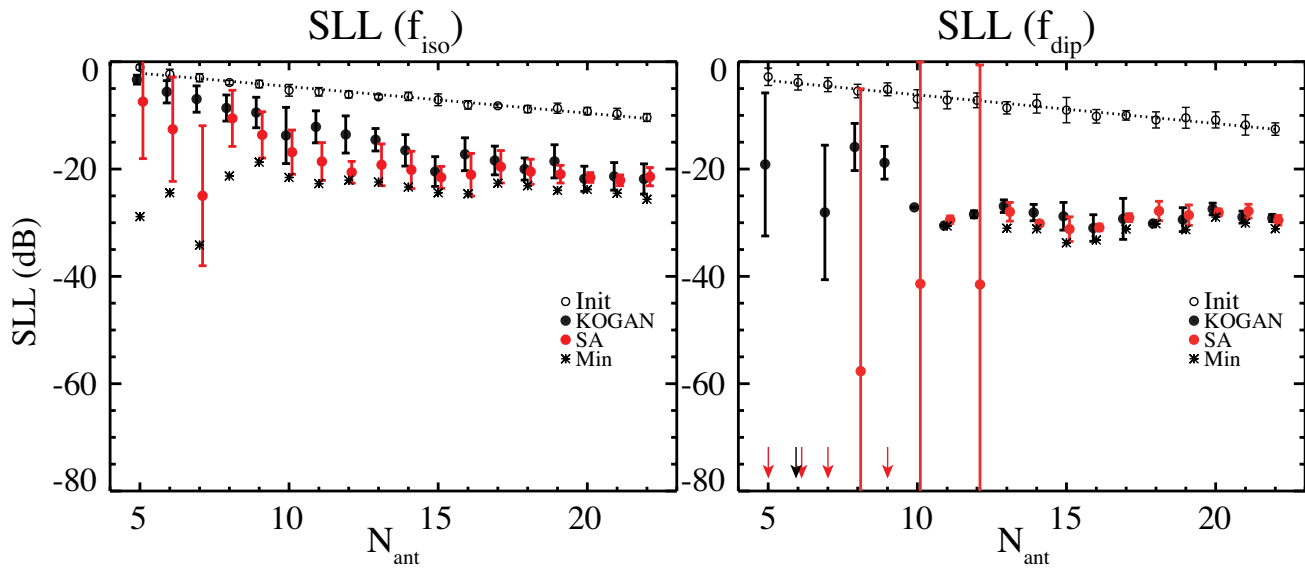 SLL (f_iso)
SLL (f_dip)
SLL (dB)
0
-20
-40
-60
-80
Init
KOGAN
SA
Min
5
10
15
20
N_ant
0
-20
-40
-60
-80
Init
KOGAN
SA
Min
5
10
15
20
N_ant